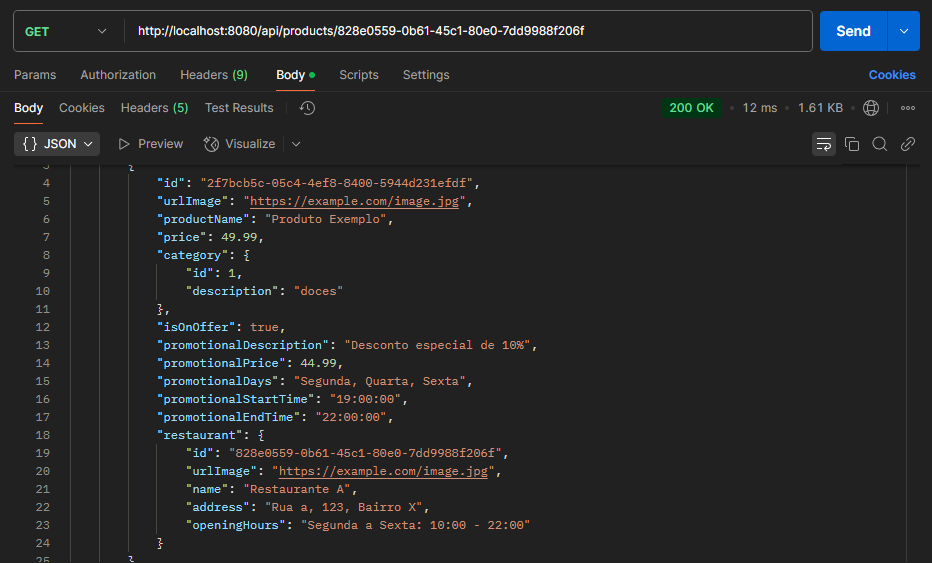 GET http://localhost:8080/api/products/828e0559-0b61-45c1-80e0-7dd9988f206f Send
Params Authorization Headers (9) Body Scripts Settings Cookies
Body Cookies Headers (5) Test Results 200 OK • 12 ms • 1.61 KB •
{} JSON Preview Visualize
3 {
4 "id": "2f7bcb5c-05c4-4ef8-8400-5944d231efdf",
5 "urlImage": "https://example.com/image.jpg",
6 "productName": "Produto Exemplo",
7 "price": 49.99,
8 "category": {
9 "id": 1,
10 "description": "doces"
11 },
12 "isOnOffer": true,
13 "promotionalDescription": "Desconto especial de 10%",
14 "promotionalPrice": 44.99,
15 "promotionalDays": "Segunda, Quarta, Sexta",
16 "promotionalStartTime": "19:00:00",
17 "promotionalEndTime": "22:00:00",
18 "restaurant": {
19 "id": "828e0559-0b61-45c1-80e0-7dd9988f206f",
20 "urlImage": "https://example.com/image.jpg",
21 "name": "Restaurante A",
22 "address": "Rua a, 123, Bairro X",
23 "openingHours": "Segunda a Sexta: 10:00 - 22:00"
24 }
25 }